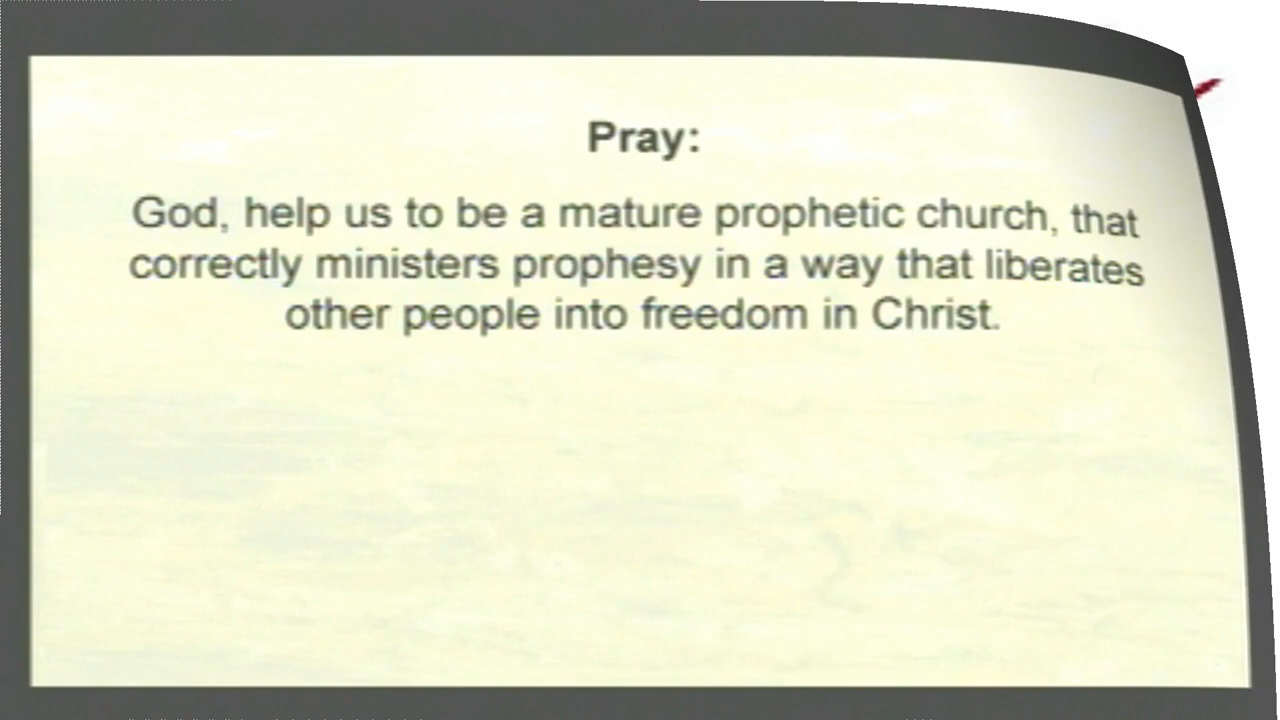 Pray:
God, help us to be a mature prophetic church, that
correctly ministers prophesy in a way that liberates
other people into freedom in Christ.